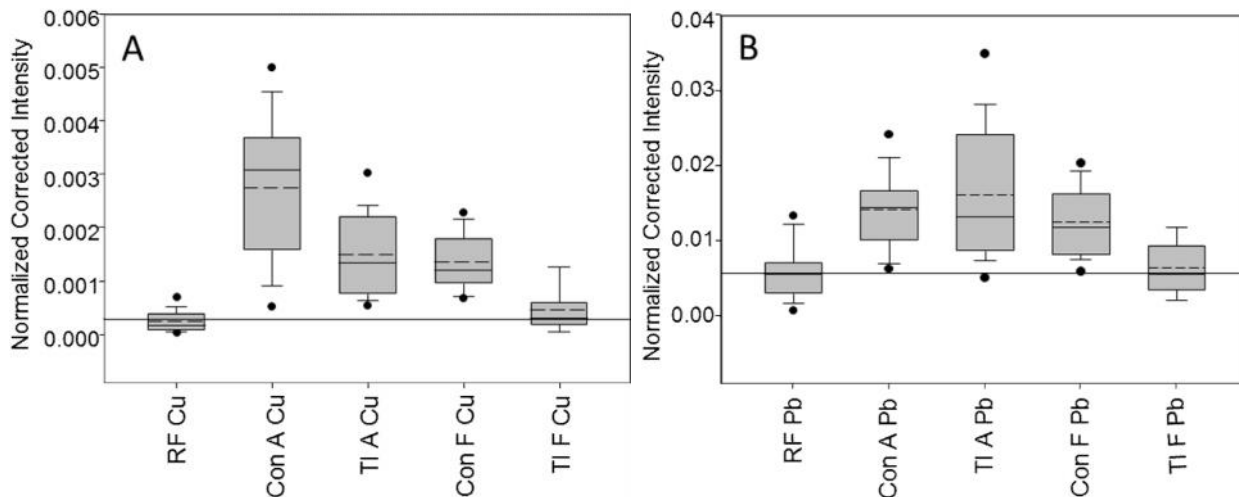 A
Normalized Corrected Intensity
0.006
0.005
0.004
0.003
0.002
0.001
0.000
RF Cu
Con A Cu
TI A Cu
Con F Cu
TI F Cu
B
Normalized Corrected Intensity
0.04
0.03
0.02
0.01
0.00
RF Pb
Con A Pb
TI A Pb
Con F Pb
TI F Pb